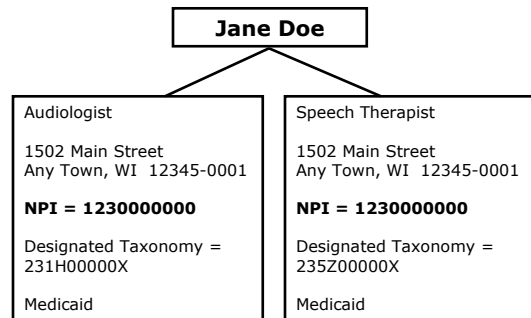 Jane Doe
Audiologist
1502 Main Street
Any Town, WI  12345-0001
NPI = 1230000000
Designated Taxonomy =
231H00000X
Medicaid
Speech Therapist
1502 Main Street
Any Town, WI  12345-0001
NPI = 1230000000
Designated Taxonomy =
235Z00000X
Medicaid